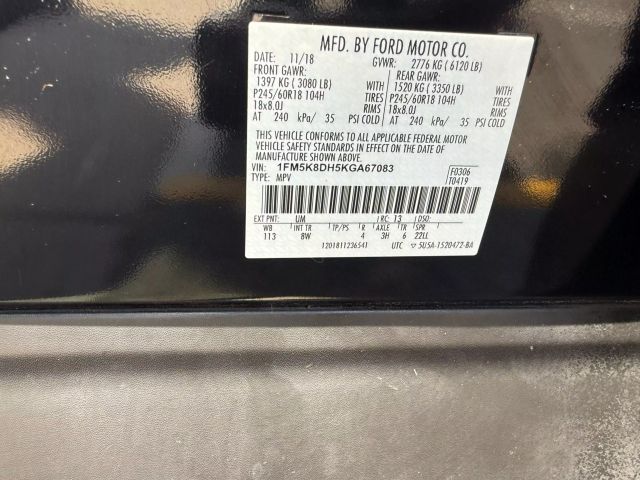 MFD. BY FORD MOTOR CO.
DATE: 11/18 GVWR: 2776 KG ( 6120 LB)
FRONT GAWR: REAR GAWR:
1397 KG ( 3080 LB) 1520 KG ( 3350 LB)
P245/60R18 104H TIRES P245/60R18 104H TIRES
18x8.0J RIMS 18x8.0J RIMS
AT 240 kPa/ 35 PSI COLD AT 240 kPa/ 35 PSI COLD
THIS VEHICLE CONFORMS TO ALL APPLICABLE FEDERAL MOTOR
VEHICLE SAFETY STANDARDS IN EFFECT ON THE DATE OF
MANUFACTURE SHOWN ABOVE.
VIN: 1FM5K8DH5KGA67083 F0306
TYPE: MPV T0419
EXT PNT: UM RC: 13 DSO:
WB INT TR TP/PS R AXLE TR SPR
113 8W 4 3H 6 22LL
1201811236541 UTC ▽ 5U5A-1520472-BA